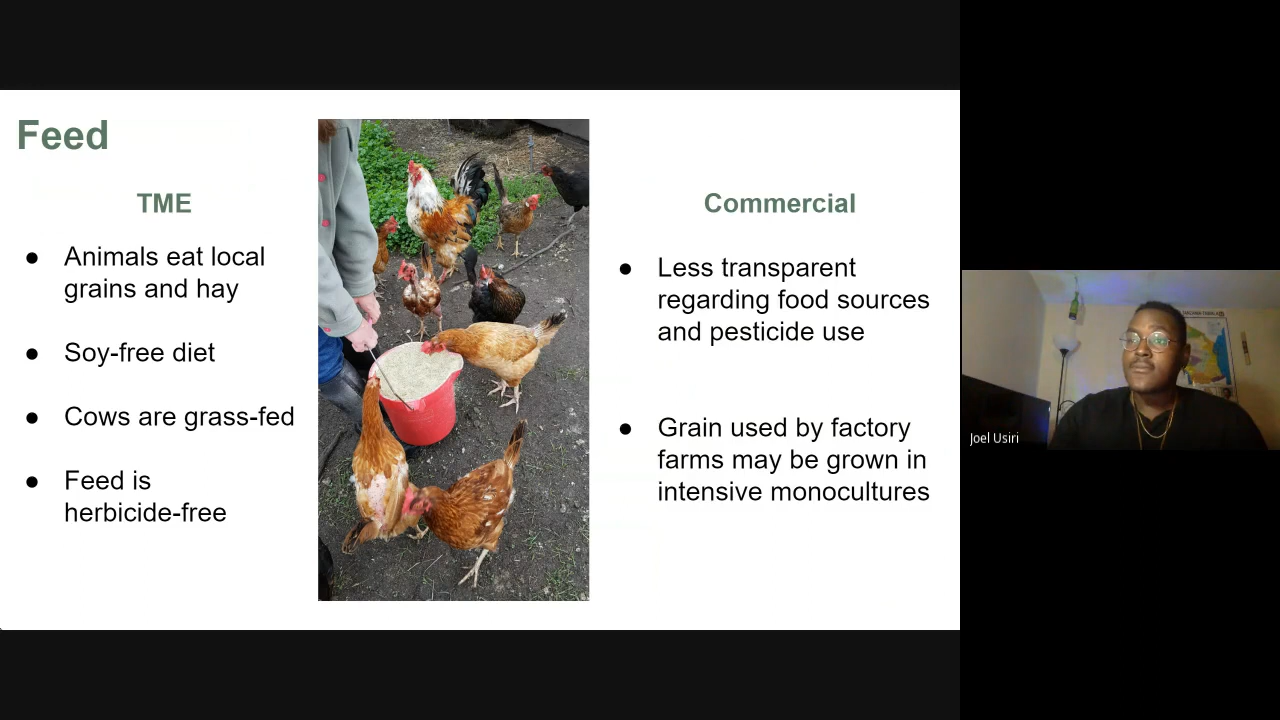 Feed
TME
● Animals eat local
grains and hay
● Soy-free diet
● Cows are grass-fed
● Feed is
herbicide-free
Commercial
● Less transparent
regarding food sources
and pesticide use
● Grain used by factory
farms may be grown in
intensive monocultures
Joel Usiri